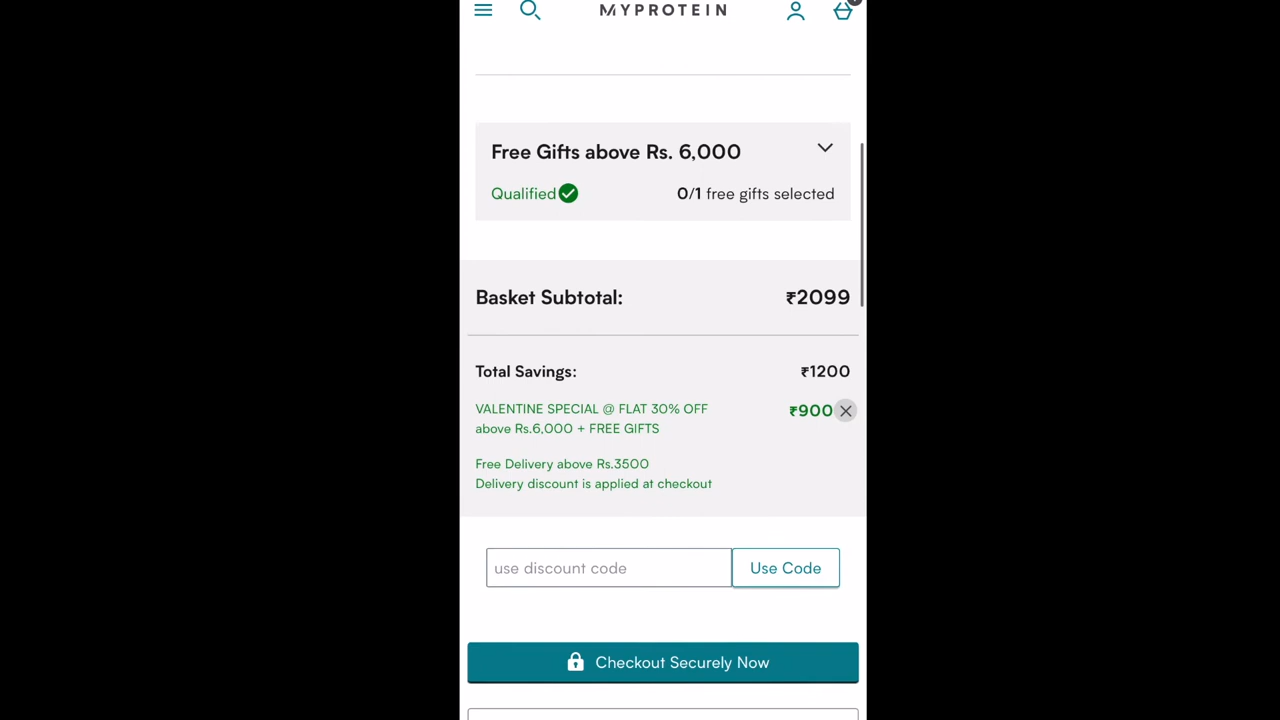 MYPROTEIN
Free Gifts above Rs. 6,000
Qualified 0/1 free gifts selected
Basket Subtotal: ₹2099
Total Savings: ₹1200
VALENTINE SPECIAL @ FLAT 30% OFF ₹900
above Rs.6,000 + FREE GIFTS
Free Delivery above Rs.3500
Delivery discount is applied at checkout
use discount code Use Code
Checkout Securely Now